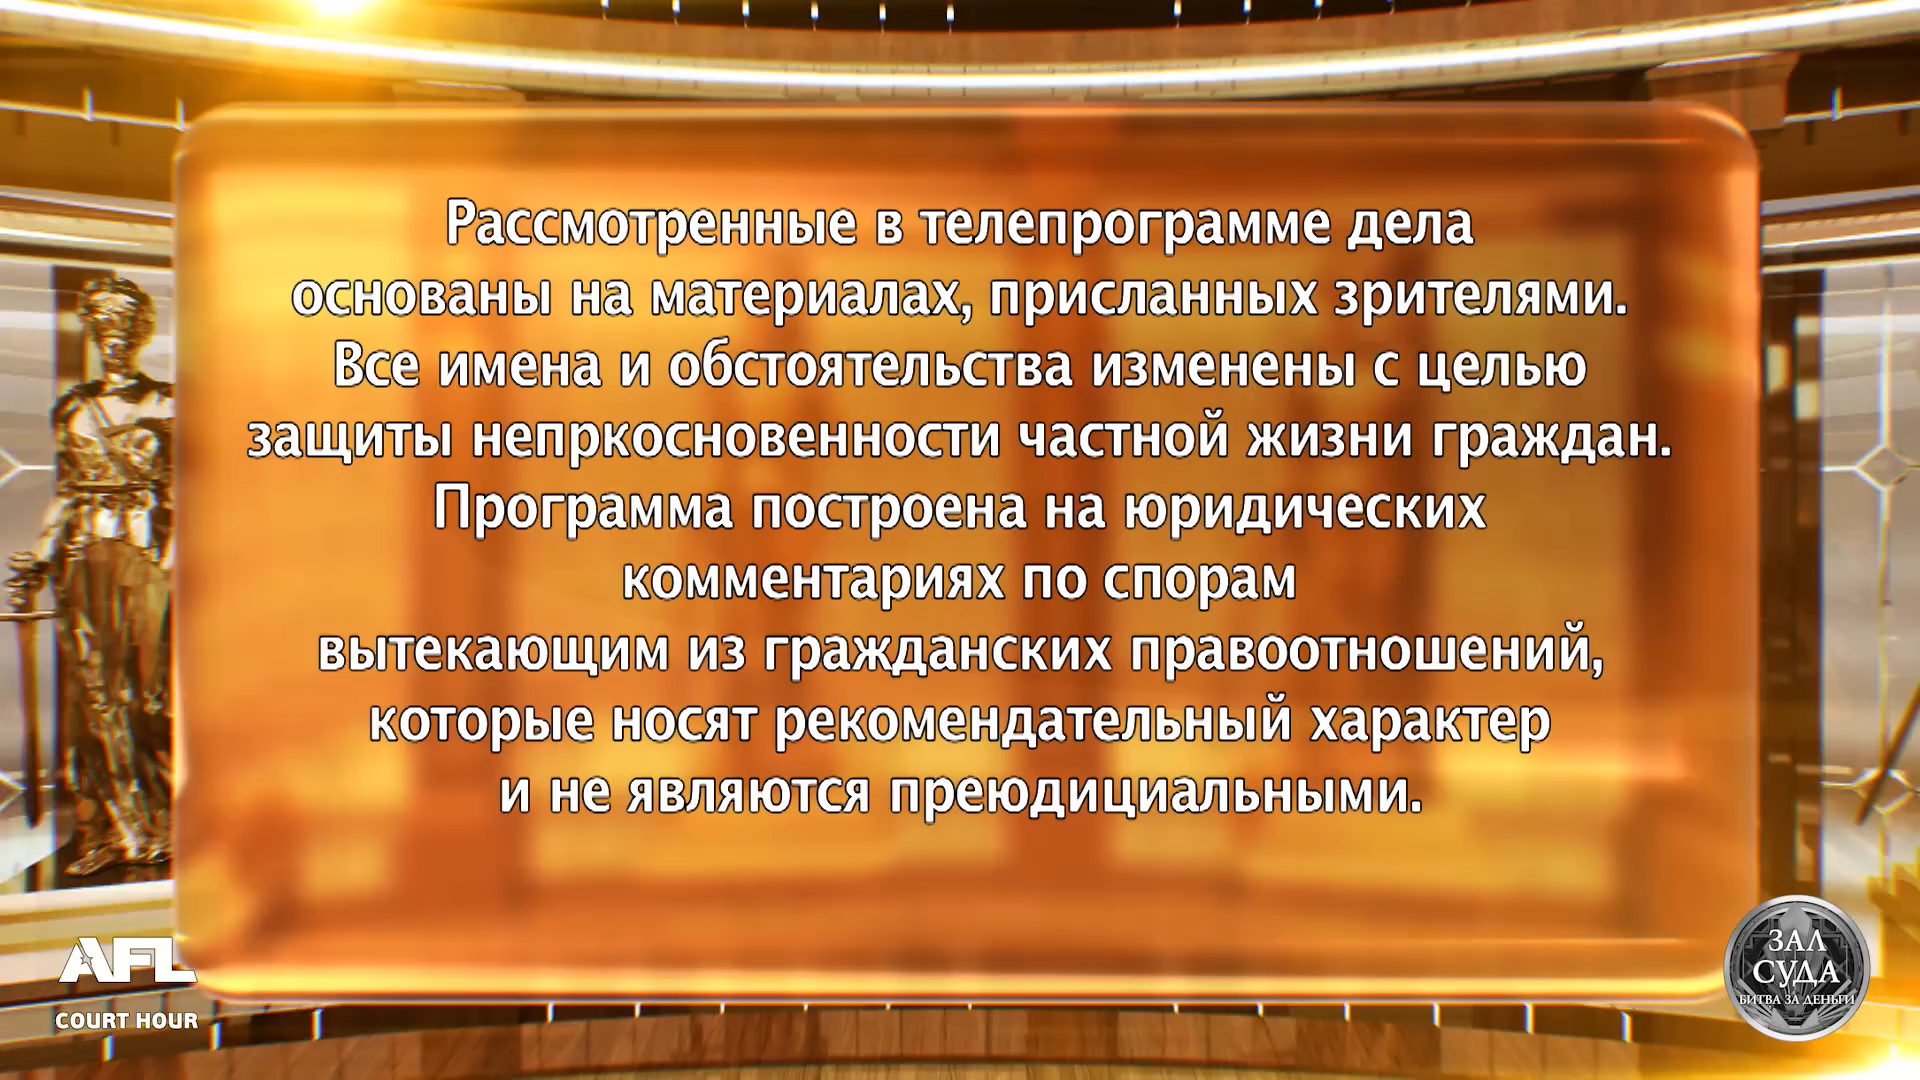 Рассмотренные в телепрограмме дела
основаны на материалах, присланных зрителями.
Все имена и обстоятельства изменены с целью
защиты непркосновенности частной жизни граждан.
Программа построена на юридических
комментариях по спорам
вытекающим из гражданских правоотношений,
которые носят рекомендательный характер
и не являются преюдициальными.
AFL
COURT HOUR
ЗАЛ
СУДА
БИТВА ЗА ДЕНЬГИ